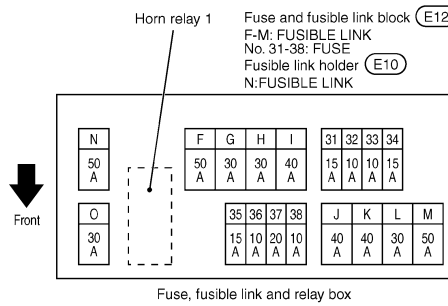 Horn relay 1
Fuse and fusible link block E12
F-M: FUSIBLE LINK
No. 31-38: FUSE
Fusible link holder E10
N:FUSIBLE LINK
N F G H I 31 32 33 34
50 50 30 30 40 15 10 10 15
A A A A A A A A A
Front
O 35 36 37 38 J K L M
30 15 10 20 10 40 40 30 50
A A A A A A A A A
Fuse, fusible link and relay box